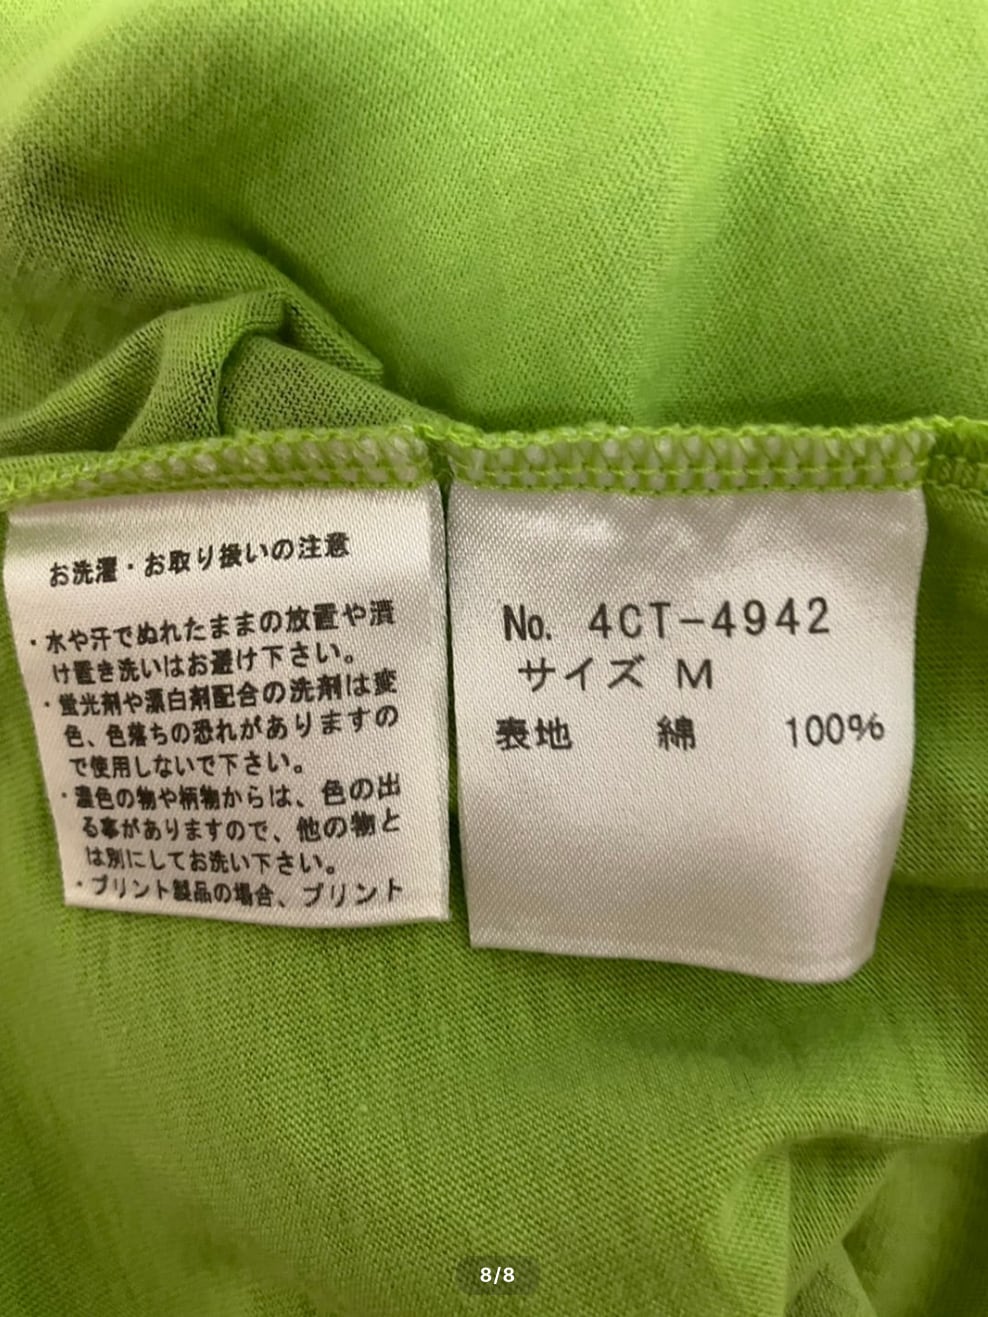 お洗濯・お取り扱いの注意
・水や汗でぬれたままの放置や漬
け置き洗いはお避け下さい。
・蛍光剤や漂白剤配合の洗剤は変
色、色落ちの恐れがありますの
で使用しないで下さい。
・濃色の物や柄物からは、色の出
る事がありますので、他の物と
は別にしてお洗い下さい。
・プリント製品の場合、プリント
No. 4CT-4942
サイズ M
表地 綿 100%
8/8